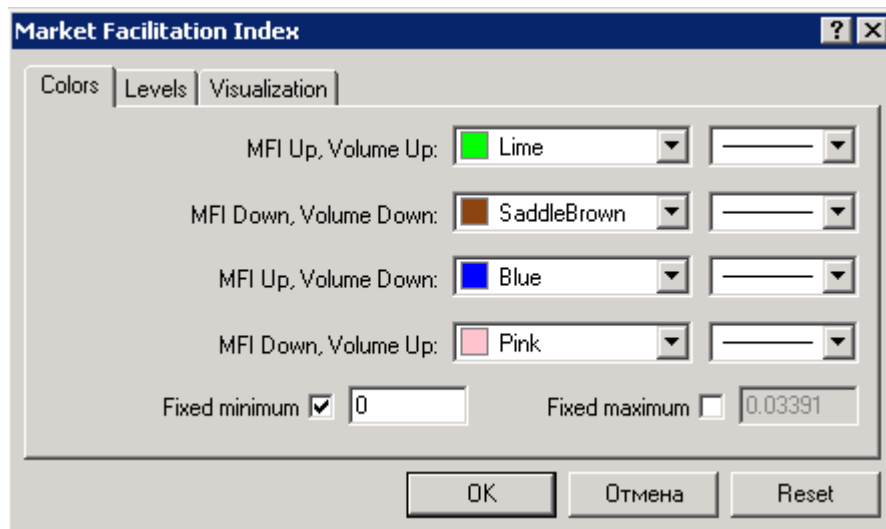 Market Facilitation Index
Colors Levels Visualization
MFI Up, Volume Up: Lime
MFI Down, Volume Down: SaddleBrown
MFI Up, Volume Down: Blue
MFI Down, Volume Up: Pink
Fixed minimum 0 Fixed maximum 0.03391
OK Отмена Reset